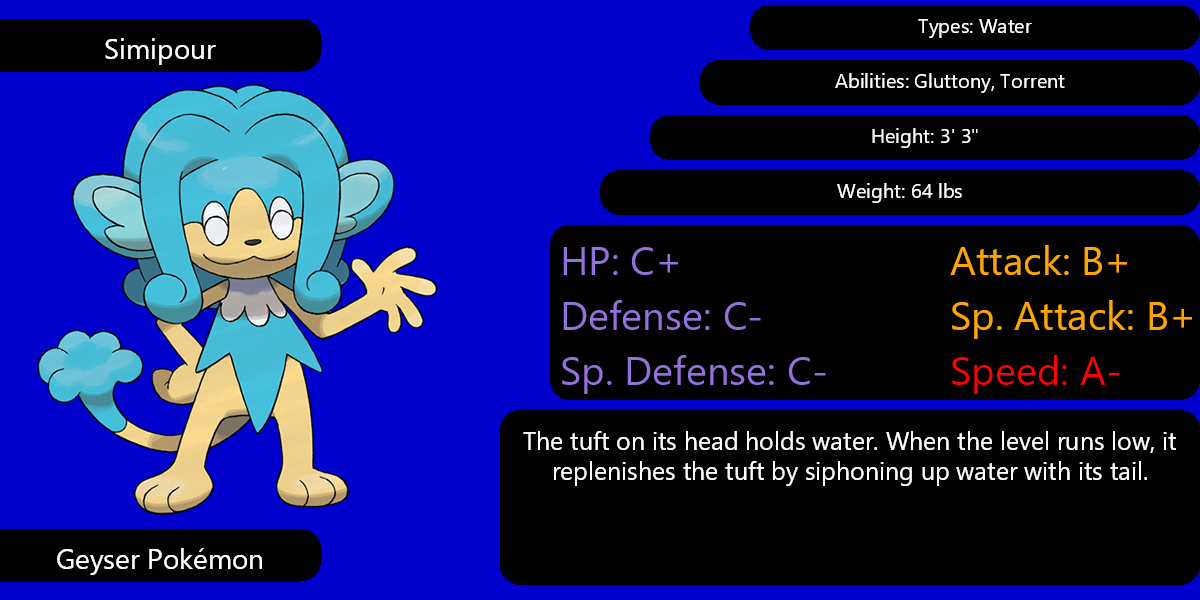 Simipour
Types: Water
Abilities: Gluttony, Torrent
Height: 3' 3"
Weight: 64 lbs
HP: C+
Attack: B+
Defense: C-
Sp. Attack: B+
Sp. Defense: C-
Speed: A-
The tuft on its head holds water. When the level runs low, it
replenishes the tuft by siphoning up water with its tail.
Geyser Pokémon